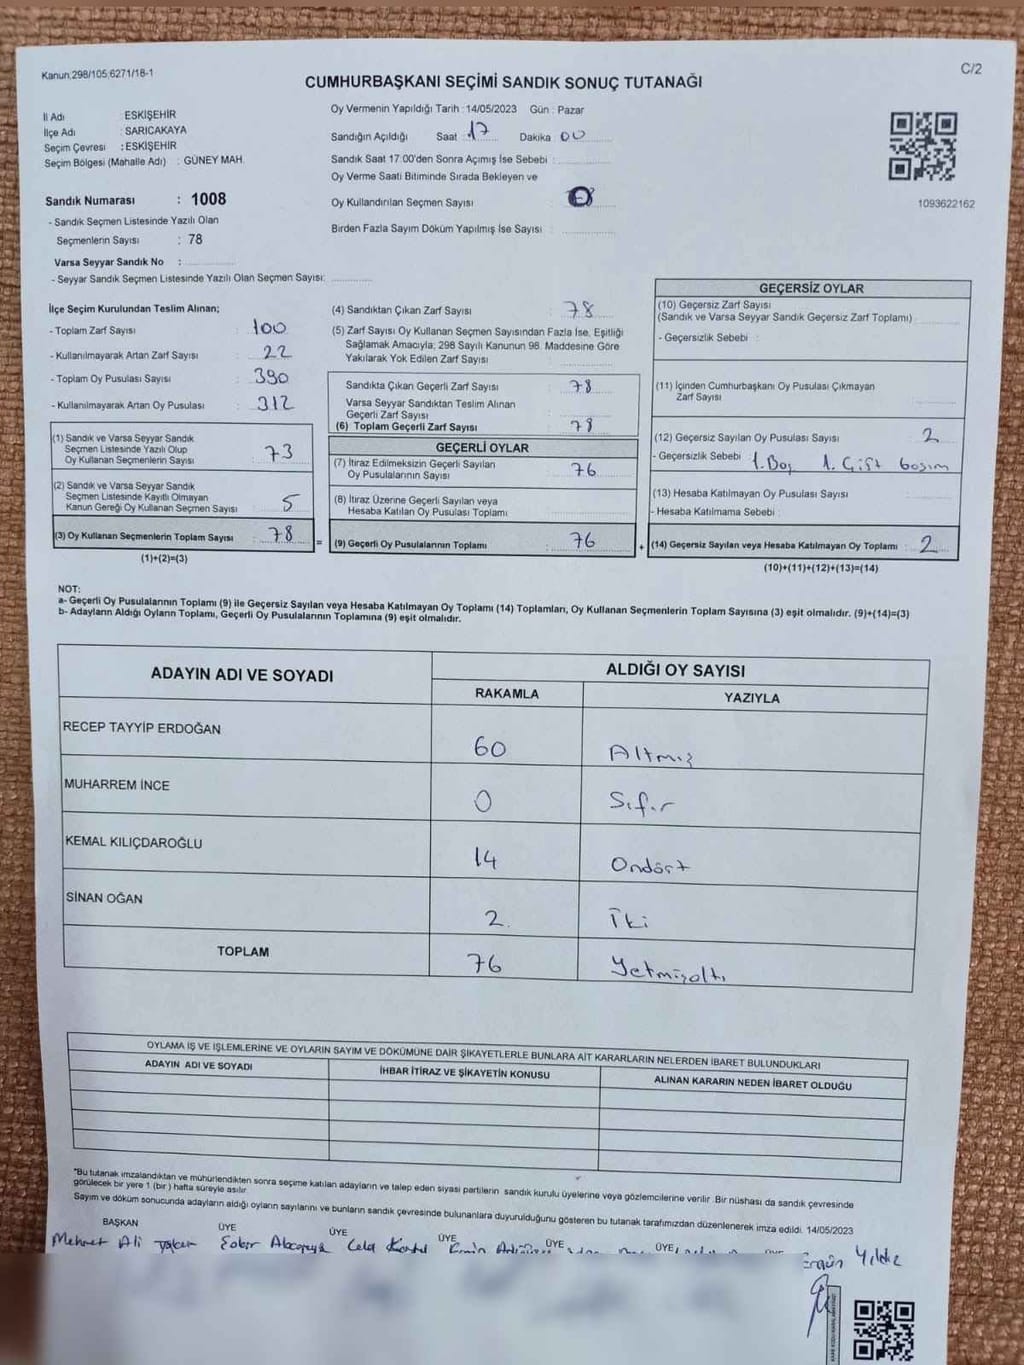 Kanun;298/105;6271/18-1
C/2
CUMHURBAŞKANI SEÇİMİ SANDIK SONUÇ TUTANAĞI
İl Adı : ESKİŞEHİR
İlçe Adı : SARICAKAYA
Seçim Çevresi : ESKİŞEHİR
Seçim Bölgesi (Mahalle Adı) : GÜNEY MAH.
Sandık Numarası : 1008
- Sandık Seçmen Listesinde Yazılı Olan
Seçmenlerin Sayısı : 78
Varsa Seyyar Sandık No :
- Seyyar Sandık Seçmen Listesinde Yazılı Olan Seçmen Sayısı:
Oy Vermenin Yapıldığı Tarih : 14/05/2023 Gün : Pazar
Sandığın Açıldığı Saat 17 Dakika 00
Sandık Saat 17.00'den Sonra Açımış İse Sebebi :
Oy Verme Saati Bitiminde Sırada Bekleyen ve
Oy Kullandırılan Seçmen Sayısı :
Birden Fazla Sayım Döküm Yapılmış İse Sayısı :
1093622162
İlçe Seçim Kurulundan Teslim Alınan;
- Toplam Zarf Sayısı : 100
- Kullanılmayarak Artan Zarf Sayısı : 22
- Toplam Oy Pusulası Sayısı : 390
- Kullanılmayarak Artan Oy Pusulası : 312
(1) Sandık ve Varsa Seyyar Sandık
Seçmen Listesinde Yazılı Olup
Oy Kullanan Seçmenlerin Sayısı : 73
(2) Sandık ve Varsa Seyyar Sandık
Seçmen Listesinde Kayıtlı Olmayan
Kanun Gereği Oy Kullanan Seçmen Sayısı : 5
(3) Oy Kullanan Seçmenlerin Toplam Sayısı : 78
(1)+(2)=(3)
(4) Sandıktan Çıkan Zarf Sayısı : 78
(5) Zarf Sayısı Oy Kullanan Seçmen Sayısından Fazla İse, Eşitliği
Sağlamak Amacıyla; 298 Sayılı Kanunun 98. Maddesine Göre
Yakılarak Yok Edilen Zarf Sayısı :
Sandıkta Çıkan Geçerli Zarf Sayısı : 78
Varsa Seyyar Sandıktan Teslim Alınan
Geçerli Zarf Sayısı :
(6) Toplam Geçerli Zarf Sayısı : 78
GEÇERLİ OYLAR
(7) İtiraz Edilmeksizin Geçerli Sayılan
Oy Pusulasının Sayısı : 76
(8) İtiraz Üzerine Geçerli Sayılan veya
Hesaba Katılan Oy Pusulası Toplamı :
= (9) Geçerli Oy Pusulalarının Toplamı : 76
GEÇERSİZ OYLAR
(10) Geçersiz Zarf Sayısı
(Sandık ve Varsa Seyyar Sandık Geçersiz Zarf Toplamı) :
- Geçersizlik Sebebi :
(11) İçinden Cumhurbaşkanı Oy Pusulası Çıkmayan
Zarf Sayısı :
(12) Geçersiz Sayılan Oy Pusulası Sayısı : 2
- Geçersizlik Sebebi : 1. Boş 1. Çift basım
(13) Hesaba Katılmayan Oy Pusulası Sayısı :
- Hesaba Katılmama Sebebi :
+ (14) Geçersiz Sayılan veya Hesaba Katılmayan Oy Toplamı : 2
(10)+(11)+(12)+(13)=(14)
NOT:
a- Geçerli Oy Pusulalarının Toplamı (9) ile Geçersiz Sayılan veya Hesaba Katılmayan Oy Toplamı (14) Toplamları, Oy Kullanan Seçmenlerin Toplam Sayısına (3) eşit olmalıdır. (9)+(14)=(3)
b- Adayların Aldığı Oyların Toplamı, Geçerli Oy Pusulalarının Toplamına (9) eşit olmalıdır.
ADAYIN ADI VE SOYADI
ALDIĞI OY SAYISI
RAKAMLA YAZIYLA
RECEP TAYYİP ERDOĞAN 60 Altmış
MUHARREM İNCE 0 Sıfır
KEMAL KILIÇDAROĞLU 14 Ondört
SİNAN OĞAN 2. İki
TOPLAM 76 Yetmişaltı
OYLAMA İŞ VE İŞLEMLERİNE VE OYLARIN SAYIM VE DÖKÜMÜNE DAİR ŞİKAYETLERLE BUNLARA AİT KARARLARIN NELERDEN İBARET BULUNDUKLARI
ADAYIN ADI VE SOYADI İHBAR İTİRAZ VE ŞİKAYETİN KONUSU ALINAN KARARIN NEDEN İBARET OLDUĞU
*Bu tutanak imzalandıktan ve mühürlendikten sonra seçime katılan adayların ve talep eden siyasi partilerin sandık kurulu üyelerine veya gözlemcilerine verilir. Bir nüshası da sandık çevresinde
görülecek bir yere 1 (bir) hafta süreyle asılır.
Sayım ve döküm sonucunda adayların aldığı oyların sayılarını ve bunların sandık çevresinde bulunanlara duyurulduğunu gösteren bu tutanak tarafımızdan düzenlenerek imza edildi. 14/05/2023
BAŞKAN ÜYE ÜYE ÜYE ÜYE ÜYE
Mehmet Ali Ergün Yıldız